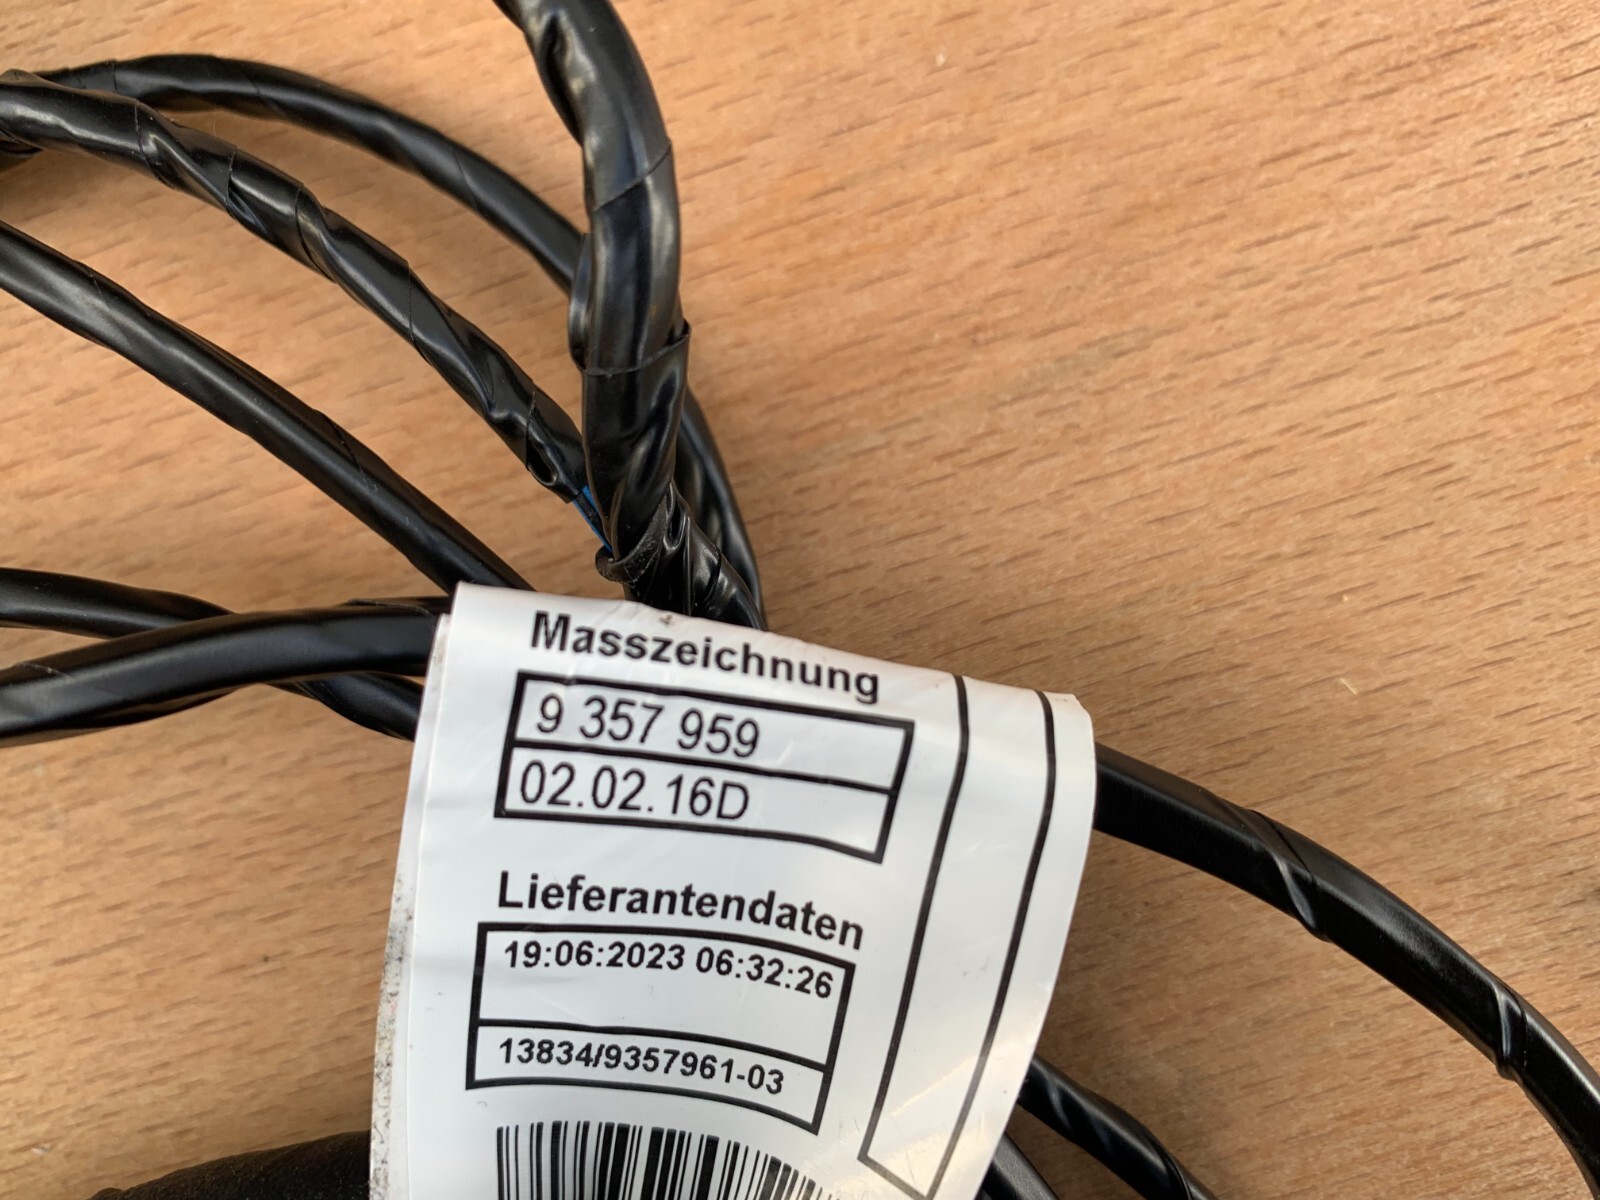 Masszeichnung
9 357 959
02.02.16D
Lieferantendaten
19:06:2023 06:32:26
13834/9357961-03